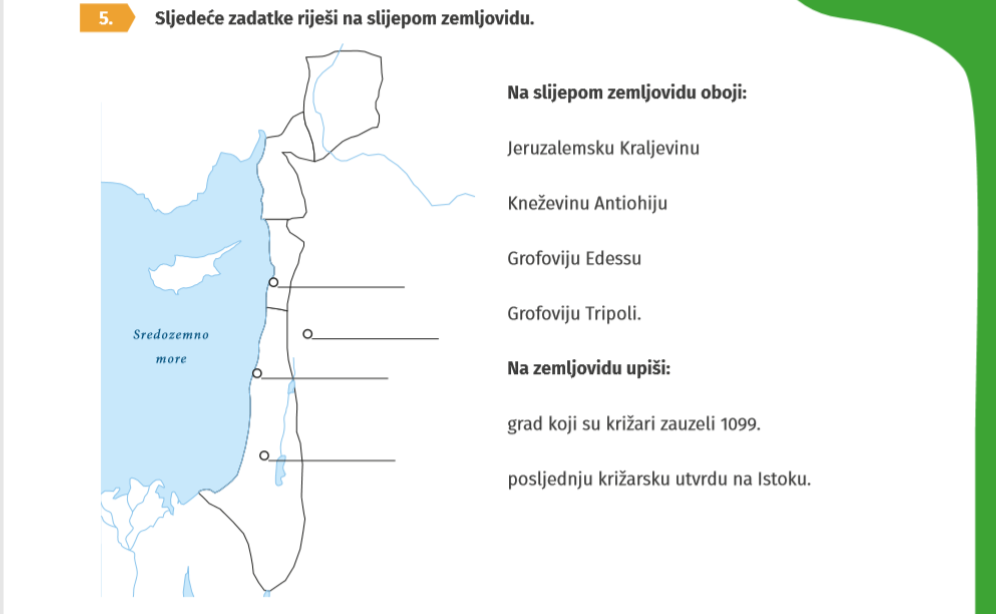 5. Sljedeće zadatke riješi na slijepom zemljovidu.
Sredozemno
more
Na slijepom zemljovidu oboji:
Jeruzalemsku Kraljevinu
Kneževinu Antiohiju
Grofoviju Edessu
Grofoviju Tripoli.
Na zemljovidu upiši:
grad koji su križari zauzeli 1099.
posljednju križarsku utvrdu na Istoku.